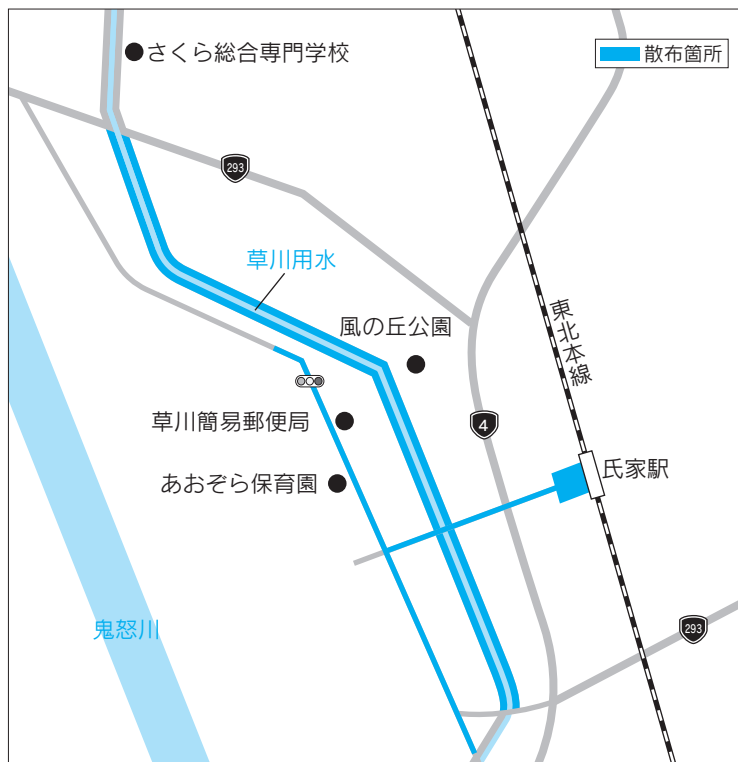 さくら総合専門学校
散布箇所
293
草川用水
風の丘公園
東北本線
草川簡易郵便局
4
氏家駅
あおぞら保育園
鬼怒川
293